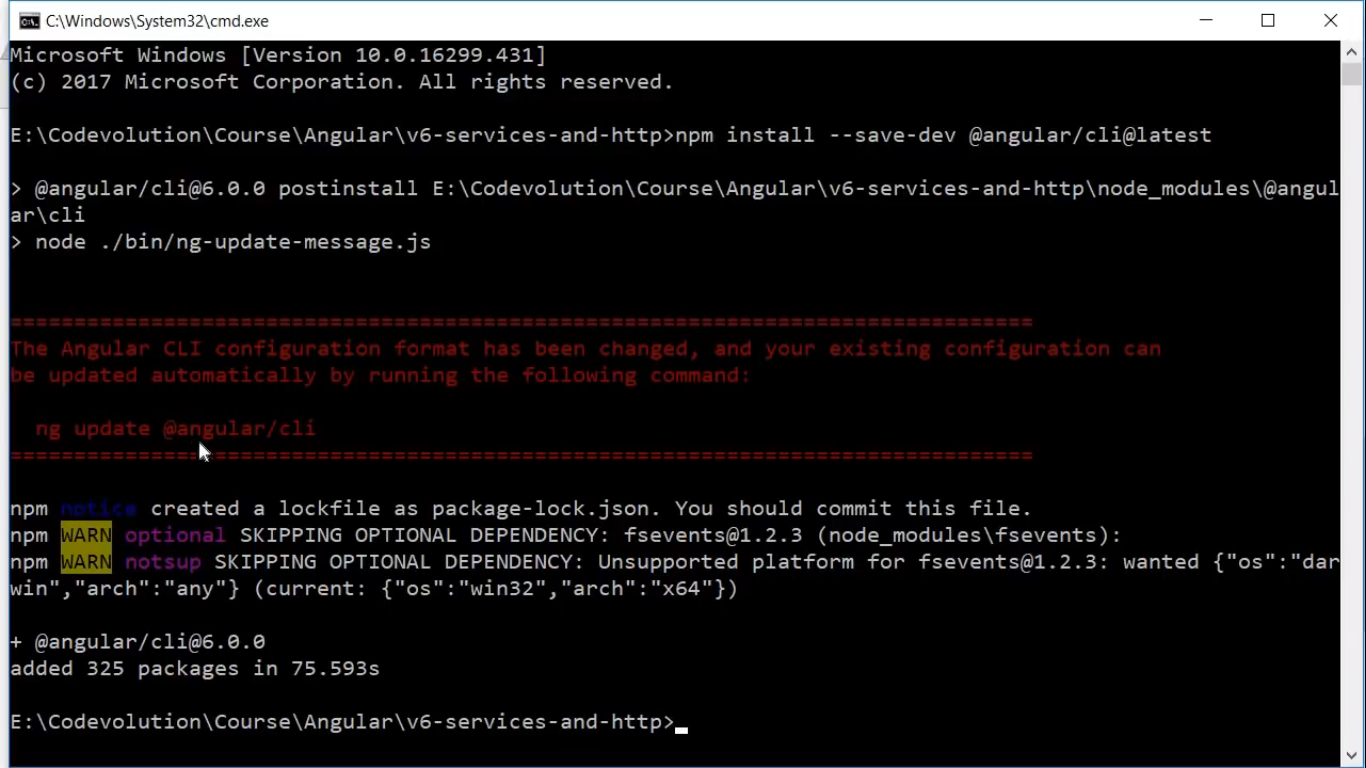 C:\Windows\System32\cmd.exe
Microsoft Windows [Version 10.0.16299.431]
(c) 2017 Microsoft Corporation. All rights reserved.
E:\Codevolution\Course\Angular\v6-services-and-http>npm install --save-dev @angular/cli@latest
> @angular/cli@6.0.0 postinstall E:\Codevolution\Course\Angular\v6-services-and-http\node_modules\@angul
ar\cli
> node ./bin/ng-update-message.js
================================================================================
The Angular CLI configuration format has been changed, and your existing configuration can
be updated automatically by running the following command:
ng update @angular/cli
================================================================================
npm notice created a lockfile as package-lock.json. You should commit this file.
npm WARN optional SKIPPING OPTIONAL DEPENDENCY: fsevents@1.2.3 (node_modules\fsevents):
npm WARN notsup SKIPPING OPTIONAL DEPENDENCY: Unsupported platform for fsevents@1.2.3: wanted {"os":"dar
win","arch":"any"} (current: {"os":"win32","arch":"x64"})
+ @angular/cli@6.0.0
added 325 packages in 75.593s
E:\Codevolution\Course\Angular\v6-services-and-http>